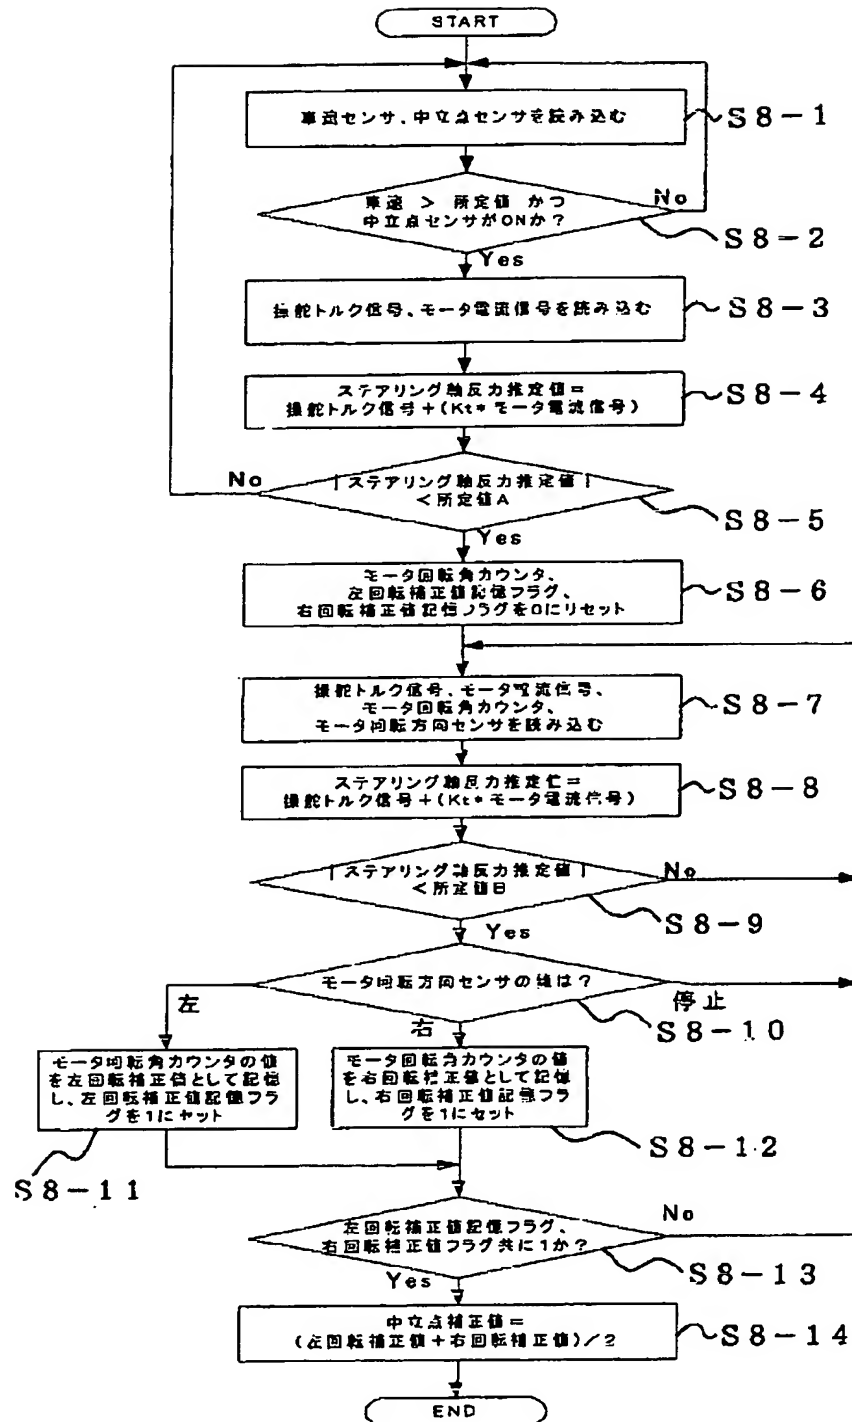 START
車速センサ、中立点センサを読み込む
S8-1
車速 > 所定値 かつ
中立点センサがONか?
No
S8-2
Yes
操舵トルク信号、モータ電流信号を読み込む
S8-3
ステアリング軸反力推定値=
操舵トルク信号+(Kt*モータ電流信号)
S8-4
|ステアリング軸反力推定値|
<所定値A
No
S8-5
Yes
モータ回転角カウンタ、
左回転補正値記憶フラグ、
右回転補正値記憶フラグを0にリセット
S8-6
操舵トルク信号、モータ電流信号、
モータ回転角カウンタ、
モータ回転方向センサを読み込む
S8-7
ステアリング軸反力推定値=
操舵トルク信号+(Kt*モータ電流信号)
S8-8
|ステアリング軸反力推定値|
<所定値B
No
S8-9
Yes
モータ回転方向センサの値は?
左
右
停止
S8-10
モータ回転角カウンタの値
を左回転補正値として記憶
し、左回転補正値記憶フラ
グを1にセット
S8-11
モータ回転角カウンタの値
を右回転補正値として記憶
し、右回転補正値記憶フラ
グを1にセット
S8-12
左回転補正値記憶フラグ、
右回転補正値フラグ共に1か?
No
S8-13
Yes
中立点補正値=
(左回転補正値+右回転補正値)/2
S8-14
END